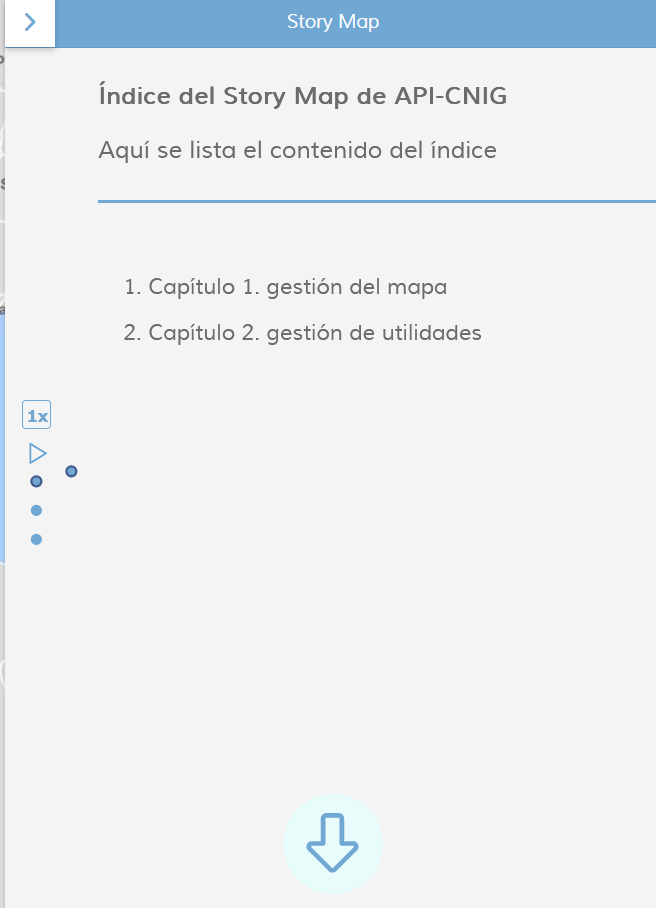 Story Map
Índice del Story Map de API-CNIG
Aquí se lista el contenido del índice
1. Capítulo 1. gestión del mapa
2. Capítulo 2. gestión de utilidades
1x